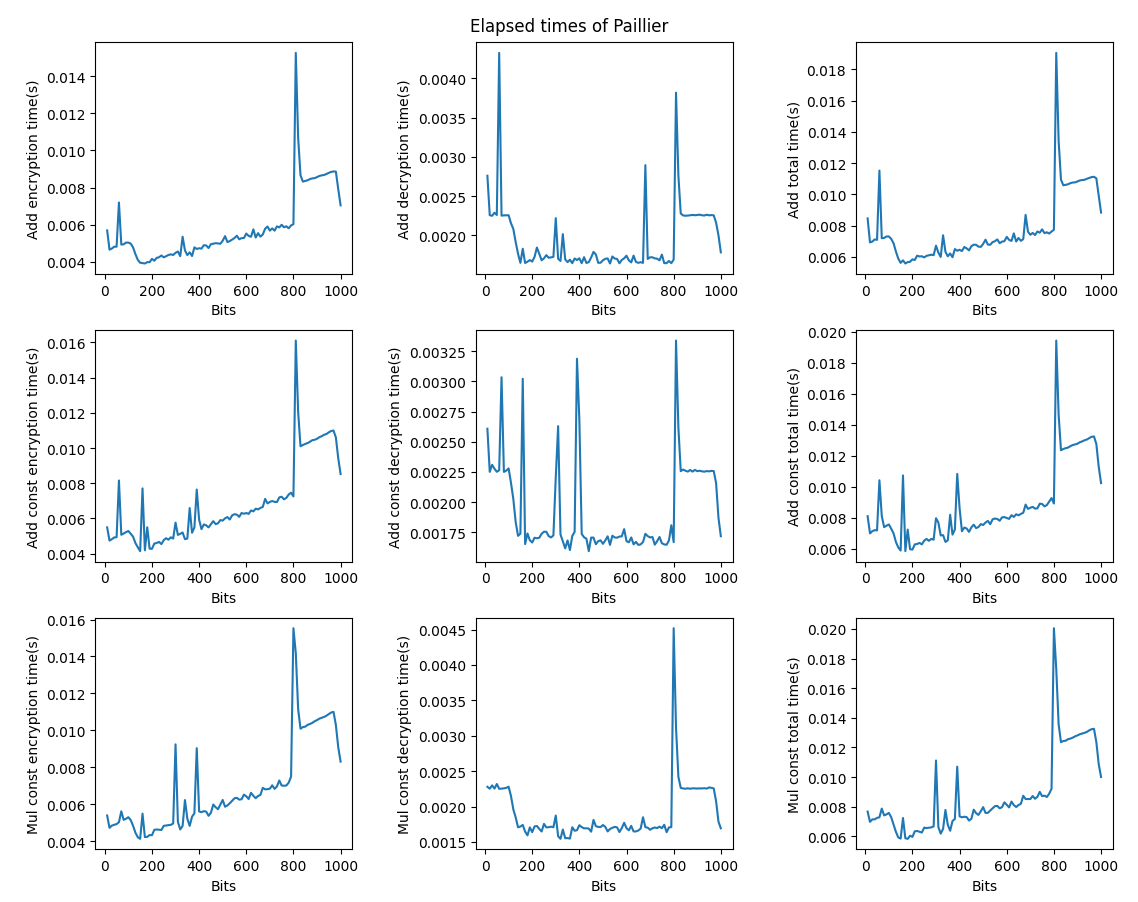 Elapsed times of Paillier
Add encryption time(s)
0.014
0.012
0.010
0.008
0.006
0.004
0 200 400 600 800 1000
Bits
Add decryption time(s)
0.0040
0.0035
0.0030
0.0025
0.0020
0 200 400 600 800 1000
Bits
Add total time(s)
0.018
0.016
0.014
0.012
0.010
0.008
0.006
0 200 400 600 800 1000
Bits
Add const encryption time(s)
0.016
0.014
0.012
0.010
0.008
0.006
0.004
0 200 400 600 800 1000
Bits
Add const decryption time(s)
0.00325
0.00300
0.00275
0.00250
0.00225
0.00200
0.00175
0 200 400 600 800 1000
Bits
Add const total time(s)
0.020
0.018
0.016
0.014
0.012
0.010
0.008
0.006
0 200 400 600 800 1000
Bits
Mul const encryption time(s)
0.016
0.014
0.012
0.010
0.008
0.006
0.004
0 200 400 600 800 1000
Bits
Mul const decryption time(s)
0.0045
0.0040
0.0035
0.0030
0.0025
0.0020
0.0015
0 200 400 600 800 1000
Bits
Mul const total time(s)
0.020
0.018
0.016
0.014
0.012
0.010
0.008
0.006
0 200 400 600 800 1000
Bits